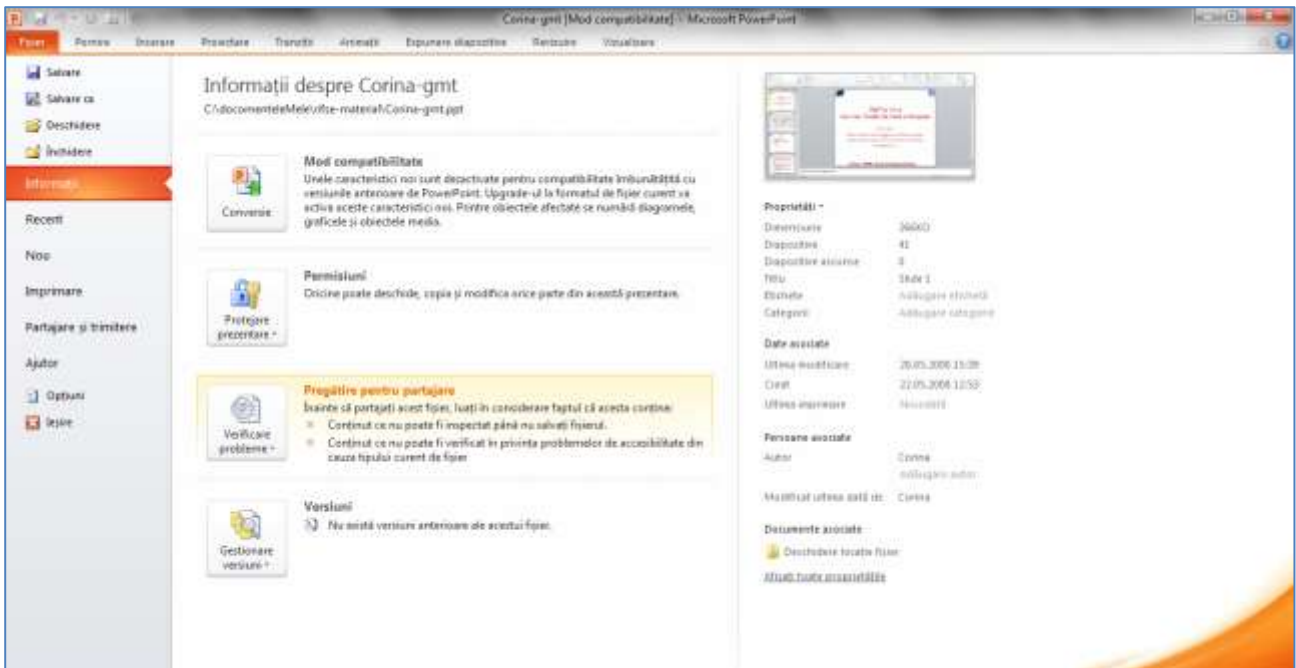 Corina-gmt [Mod compatibilitate] - Microsoft PowerPoint
Fișier Pornire Inserare Proiectare Tranziții Animații Expunere diapozitive Revizuire Vizualizare
Salvare
Salvare ca
Deschidere
Închidere
Informații
Recent
Nou
Imprimare
Partajare și trimitere
Ajutor
Opțiuni
Ieșire
Informații despre Corina-gmt
Conversie
Mod compatibilitate
Unele caracteristici noi sunt dezactivate pentru compatibilitate îmbunătățită cu
versiunile anterioare de PowerPoint. Upgrade-ul la formatul de fișier curent va
activa aceste caracteristici noi. Printre obiectele afectate se numără diagramele,
graficele și obiectele media.
Protejare
prezentare
Permisiuni
Oricine poate deschide, copia și modifica orice parte din această prezentare.
Verificare
probleme
Pregătire pentru partajare
Înainte să partajați acest fișier, luați în considerare faptul că acesta conține:
Conținut ce nu poate fi inspectat până nu salvați fișierul.
Conținut ce nu poate fi verificat în privința problemelor de accesibilitate din
cauza tipului curent de fișier
Gestionare
versiuni
Versiuni
Nu există versiuni anterioare ale acestui fișier.
Proprietăți
Dimensiune
Diapozitive 41
Diapozitive ascunse 0
Titlu Slide 1
Etichete Adăugare etichetă
Categorii Adăugare categorie
Date asociate
Ultima modificare
Creat
Ultima imprimare Niciodată
Persoane asociate
Autor Corina
Adăugare autor
Modificat ultima dată de Corina
Documente asociate
Deschidere locație fișier
Afișați toate proprietățile